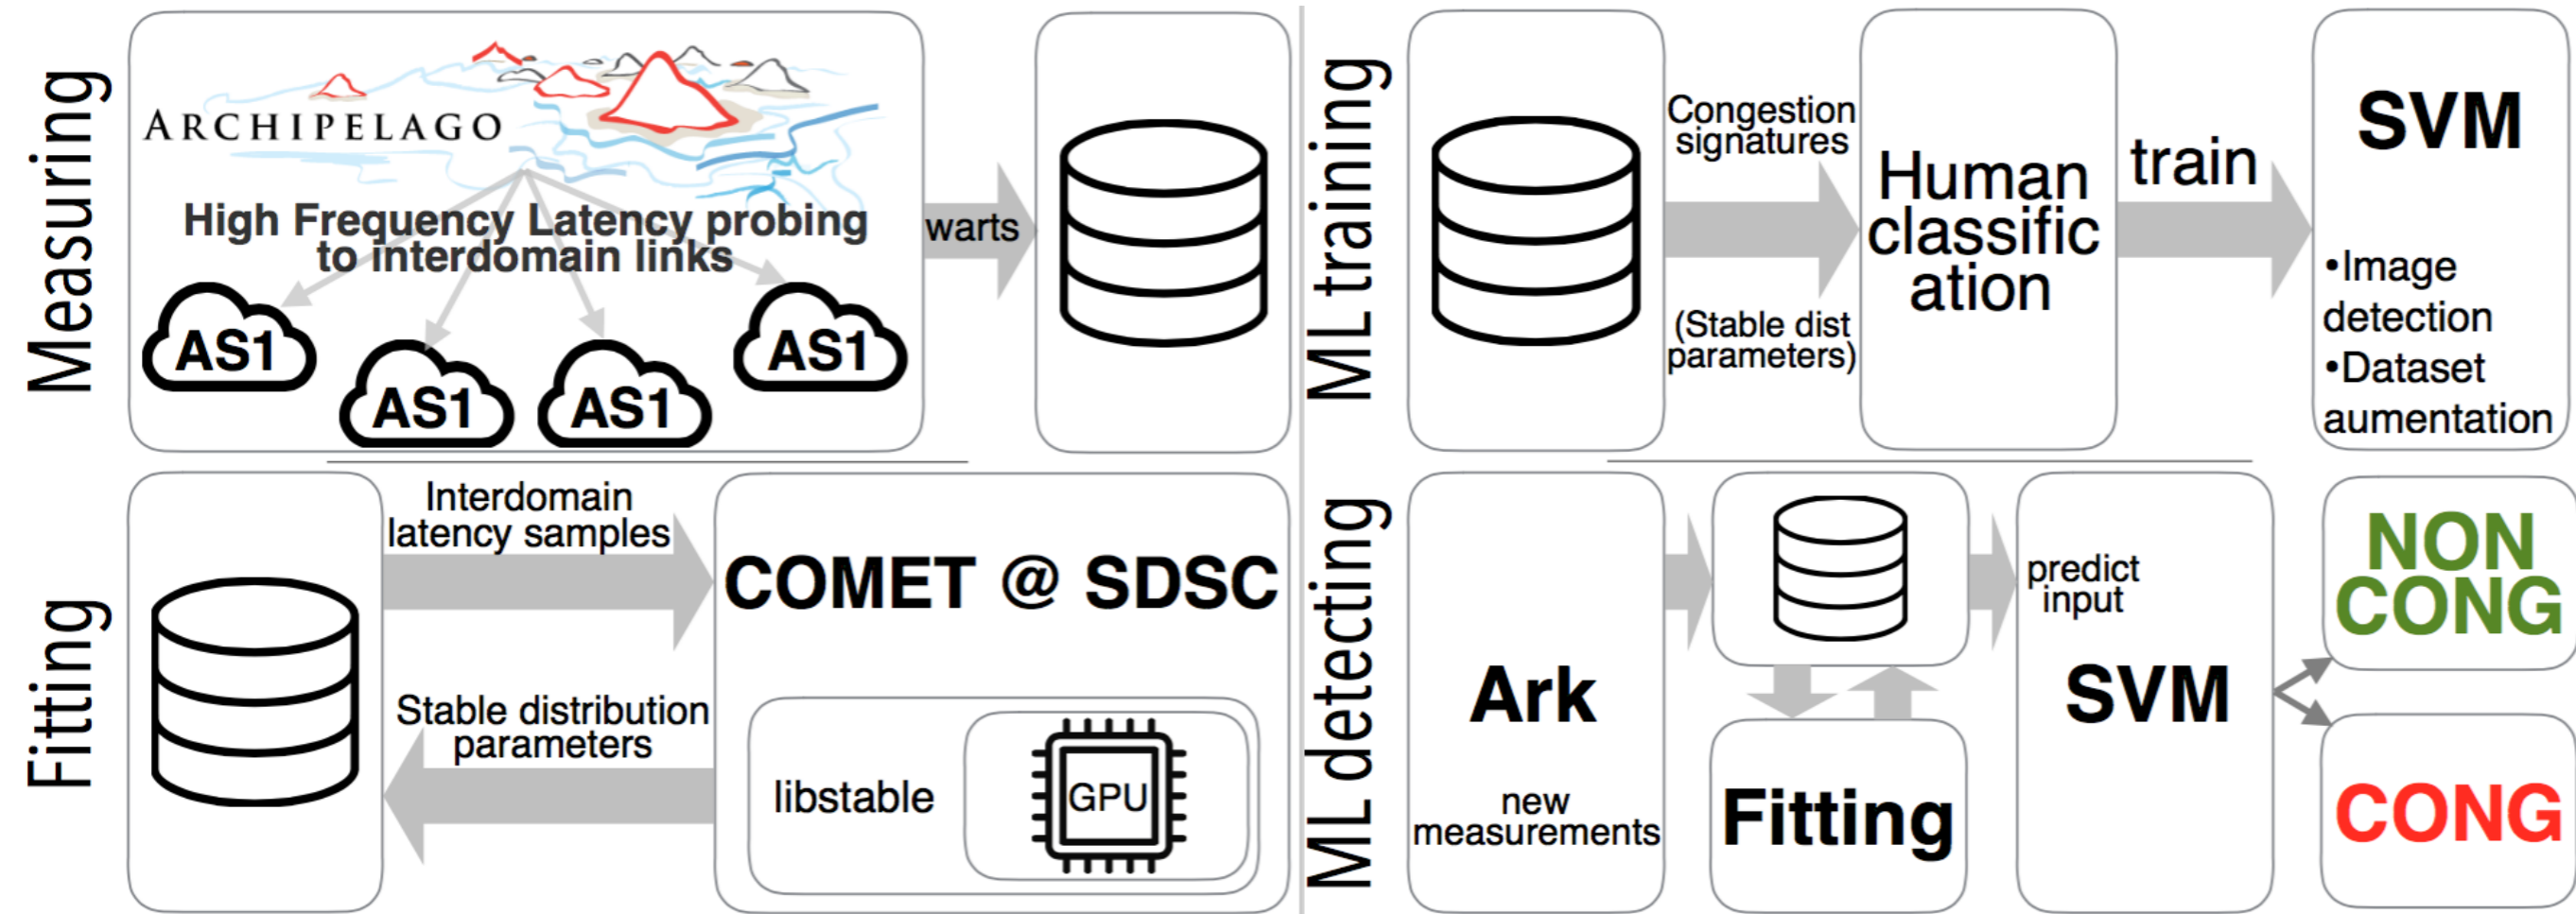 Measuring
ARCHIPELAGO
High Frequency Latency probing
to interdomain links
AS1
AS1
AS1
AS1
warts
ML training
Congestion
signatures
(Stable dist
parameters)
Human
classific
ation
train
SVM
•Image
detection
•Dataset
aumentation
Fitting
Interdomain
latency samples
Stable distribution
parameters
COMET @ SDSC
libstable
GPU
ML detecting
Ark
new
measurements
Fitting
predict
input
SVM
NON
CONG
CONG